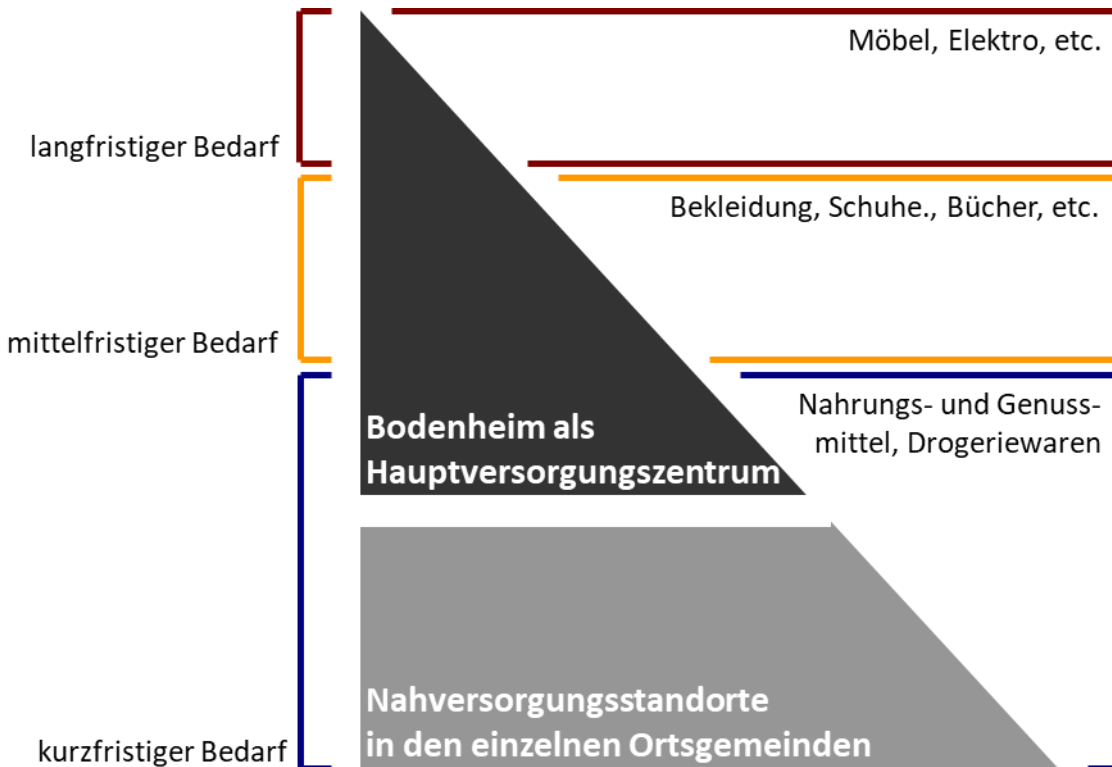 Möbel, Elektro, etc.
langfristiger Bedarf
Bekleidung, Schuhe., Bücher, etc.
mittelfristiger Bedarf
Nahrungs- und Genuss-
mittel, Drogeriewaren
Bodenheim als
Hauptversorgungszentrum
Nahversorgungsstandorte
in den einzelnen Ortsgemeinden
kurzfristiger Bedarf